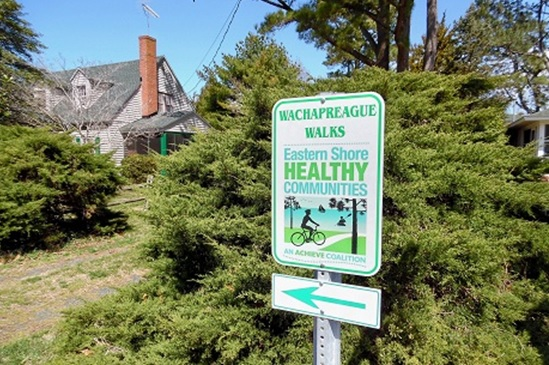 WACHAPREAGUE
WALKS
Eastern Shore
HEALTHY
COMMUNITIES
AN ACHIEVE COALITION